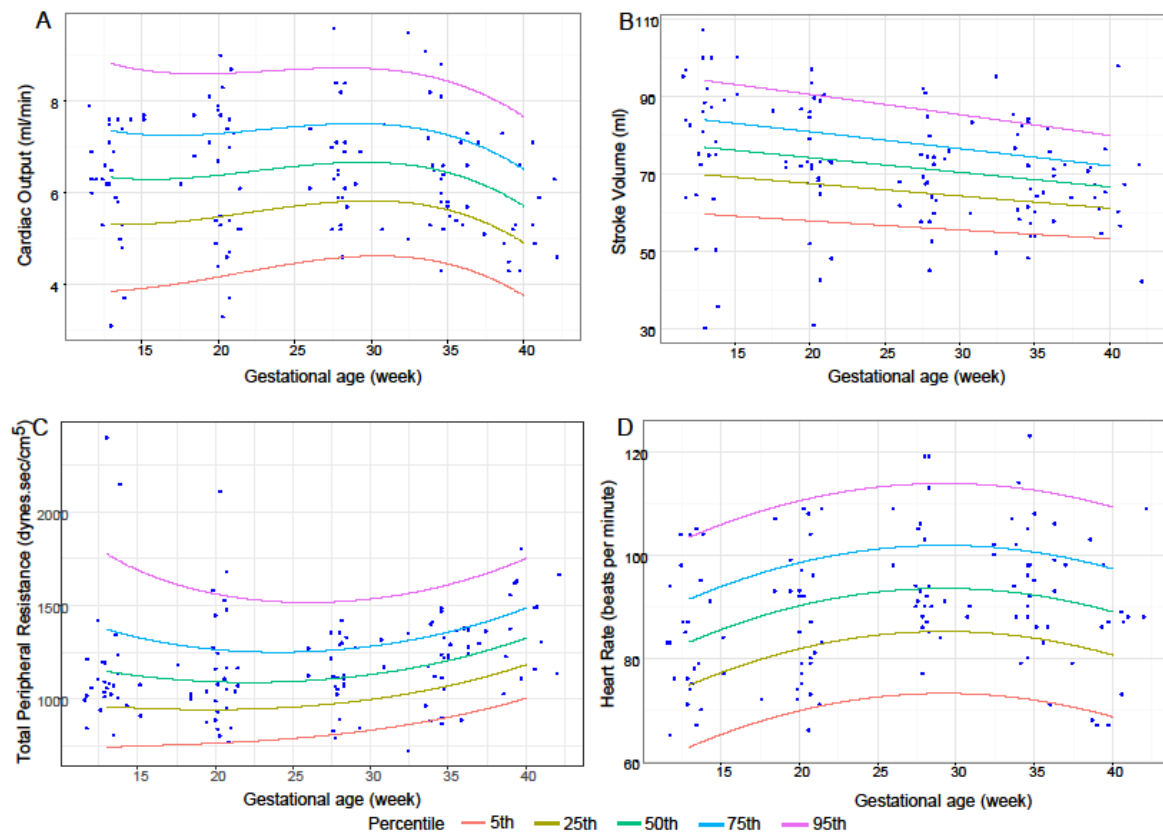 A
Cardiac Output (ml/min)
8
6
4
15 20 25 30 35 40
Gestational age (week)
B
Stroke Volume (ml)
110
90
70
50
30
15 20 25 30 35 40
Gestational age (week)
C
Total Peripheral Resistance (dynes.sec/cm⁵)
2000
1500
1000
15 20 25 30 35 40
Gestational age (week)
D
Heart Rate (beats per minute)
120
100
80
60
15 20 25 30 35 40
Gestational age (week)
Percentile 5th 25th 50th 75th 95th